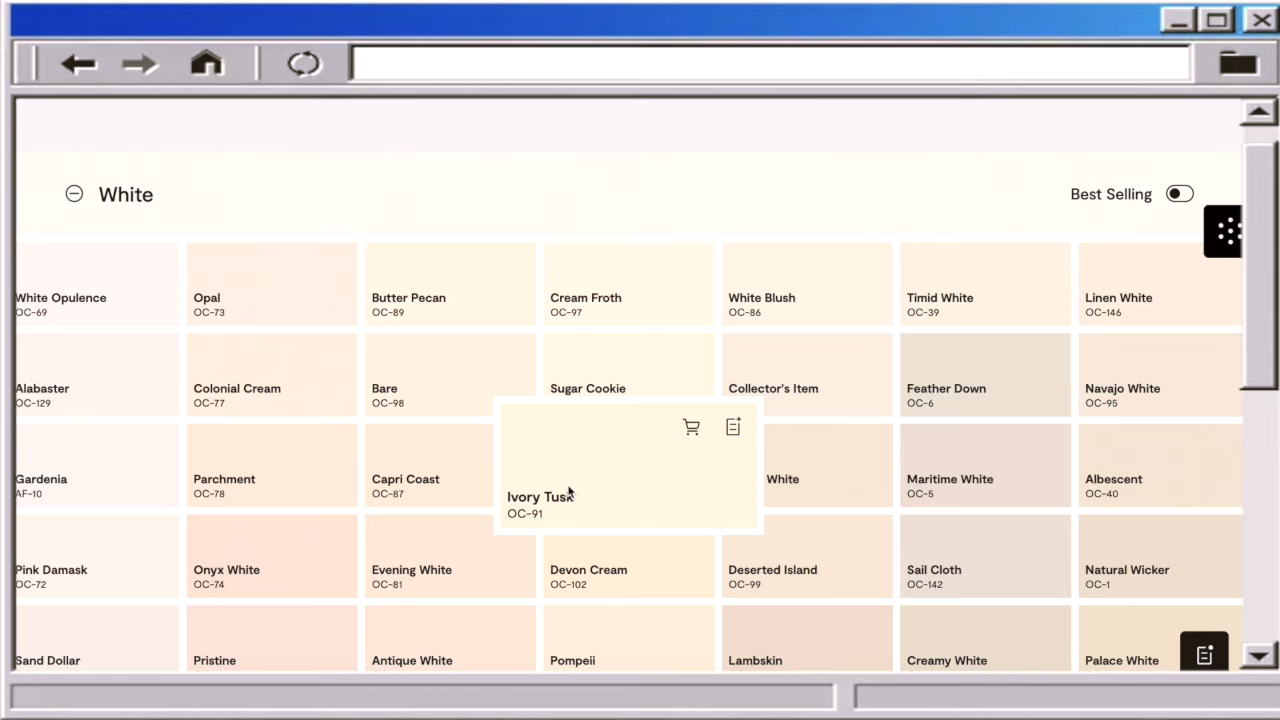 White
Best Selling
White Opulence
OC-69
Opal
OC-73
Butter Pecan
OC-89
Cream Froth
OC-97
White Blush
OC-86
Timid White
OC-39
Linen White
OC-146
Alabaster
OC-129
Colonial Cream
OC-77
Bare
OC-98
Sugar Cookie
Collector's Item
Feather Down
OC-6
Navajo White
OC-95
Gardenia
AF-10
Parchment
OC-78
Capri Coast
OC-87
Ivory Tusk
OC-91
White
Maritime White
OC-5
Albescent
OC-40
Pink Damask
OC-72
Onyx White
OC-74
Evening White
OC-81
Devon Cream
OC-102
Deserted Island
OC-99
Sail Cloth
OC-142
Natural Wicker
OC-1
Sand Dollar
Pristine
Antique White
Pompeii
Lambskin
Creamy White
Palace White